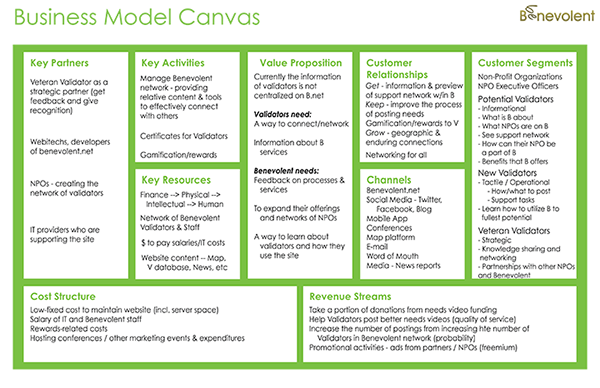 Business Model Canvas
Benevolent
Key Partners
Veteran Validator as a
strategic partner (get
feedback and give
recognition)
Webitechs, developers
of benevolent.net
NPOs - creating the
network of validators
IT providers who are
supporting the site
Key Activities
Manage Benevolent
network - providing
relative content & tools
to effectively connect
with others
Certificates for Validators
Gamification/rewards
Key Resources
Finance --> Physical -->
Intellectual --> Human
Network of Benevolent
Validators & Staff
$ to pay salaries/IT costs
Website content -- Map,
V database, News, etc
Value Proposition
Currently the information
of validators is not
centralized on B.net
Validators need:
A way to connect/network
Information about B
services
Benevolent needs:
Feedback on processes &
services
To expand their offerings
and networks of NPOs
A way to learn about
validators and how they
use the site
Customer
Relationships
Get - information & preview
of support network w/in B
Keep - improve the process
of posting needs
Gamification/rewards to V
Grow - geographic &
enduring connections
Networking for all
Channels
Benevolent.net
Social Media - Twitter,
Facebook, Blog
Mobile App
Conferences
Map platform
E-mail
Word of Mouth
Media - News reports
Customer Segments
Non-Profit Organizations
NPO Executive Officers
Potential Validators
- Informational
- What is B about
- What NPOs are on B
- See support network
- How can their NPO be
a part of B
- Benefits that B offers
New Validators
- Tactile / Operational
- How/what to post
- Support tasks
- Learn how to utilize B to
fullest potential
Veteran Validators
- Strategic
- Knowledge sharing and
networking
- Partnerships with other NPOs
and Benevolent
Cost Structure
Low-fixed cost to maintain website (incl. server space)
Salary of IT and Benevolent staff
Rewards-related costs
Hosting conferences / other marketing events & expenditures
Revenue Streams
Take a portion of donations from needs video funding
Help Validators post better needs videos (quality of service)
Increase the number of postings from increasing hte number of
Validators in Benevolent network (probability)
Promotional activities - ads from partners / NPOs (freemium)